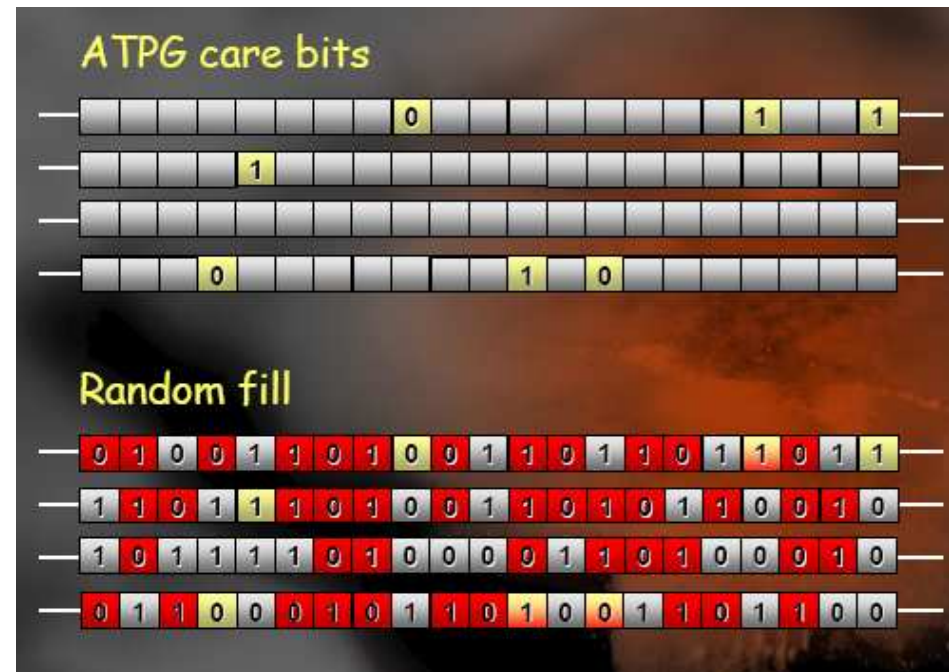 ATPG care bits
0 1 1
1
0 1 0
Random fill
0 1 0 0 1 1 0 1 0 0 1 1 0 1 1 0 1 1 0 1 1
1 1 0 1 1 1 0 1 0 0 1 1 0 1 0 1 1 0 0 1 0
1 0 1 1 1 1 0 1 0 0 0 0 1 1 0 1 0 0 0 1 0
0 1 1 0 0 0 1 0 1 1 0 1 0 0 1 1 0 1 1 0 0